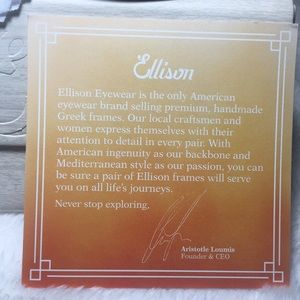 Ellison
Ellison Eyewear is the only American
eyewear brand selling premium, handmade
Greek frames. Our local craftsmen and
women express themselves with their
attention to detail in every pair. With
American ingenuity as our backbone and
Mediterranean style as our passion, you can
be sure a pair of Ellison frames will serve
you on all life's journeys.
Never stop exploring,
Aristotle Loumis
Founder & CEO